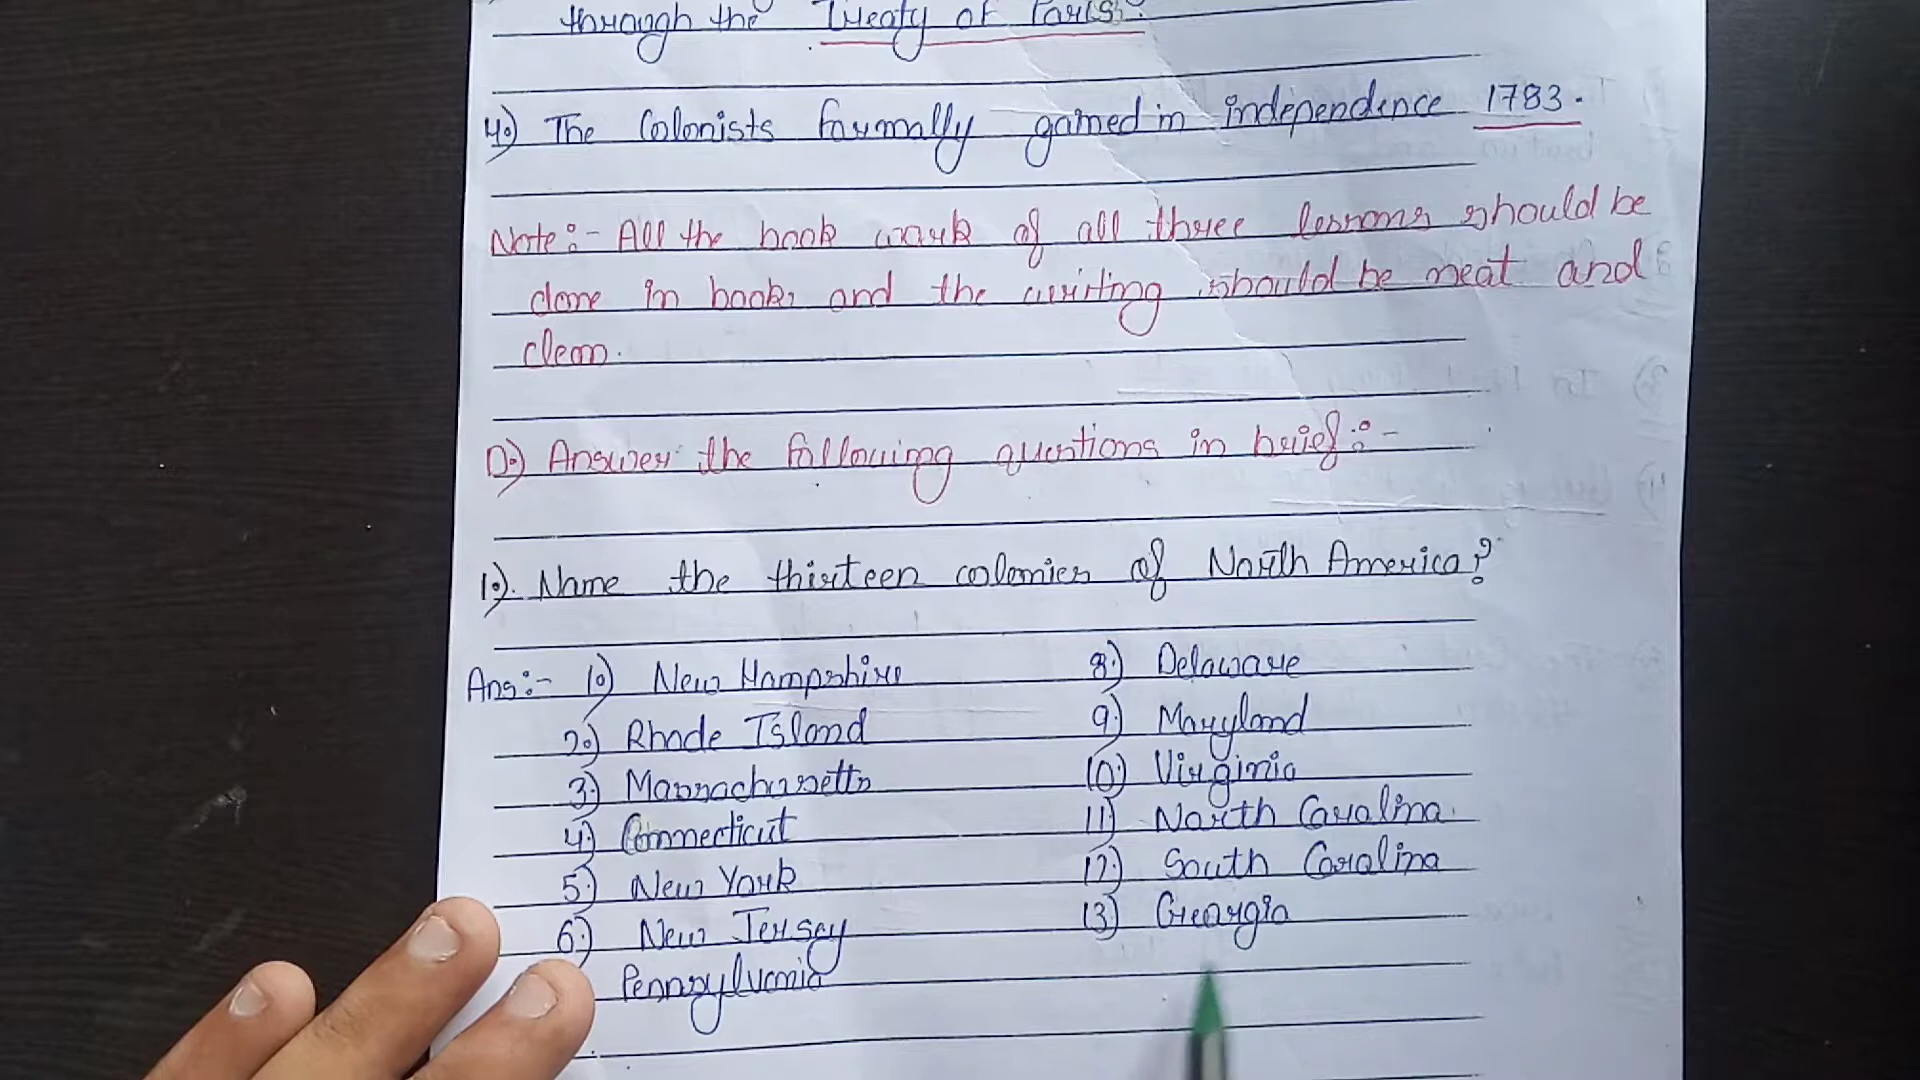 through the Treaty of Paris.
4.) The Colonists formally gained in independence 1783.
Note:- All the book work of all three lessons should be
done in books and the writing should be neat and
clean.
D.) Answer the following questions in brief:-
1.) Name the thirteen colonies of North America?
Ans:- 1.) New Hampshire
2.) Rhode Island
3.) Massachusetts
4.) Connecticut
5.) New York
6.) New Jersey
Pennsylvania
8.) Delaware
9.) Maryland
10.) Virginia
11.) North Carolina.
12.) South Carolina
13.) Georgia